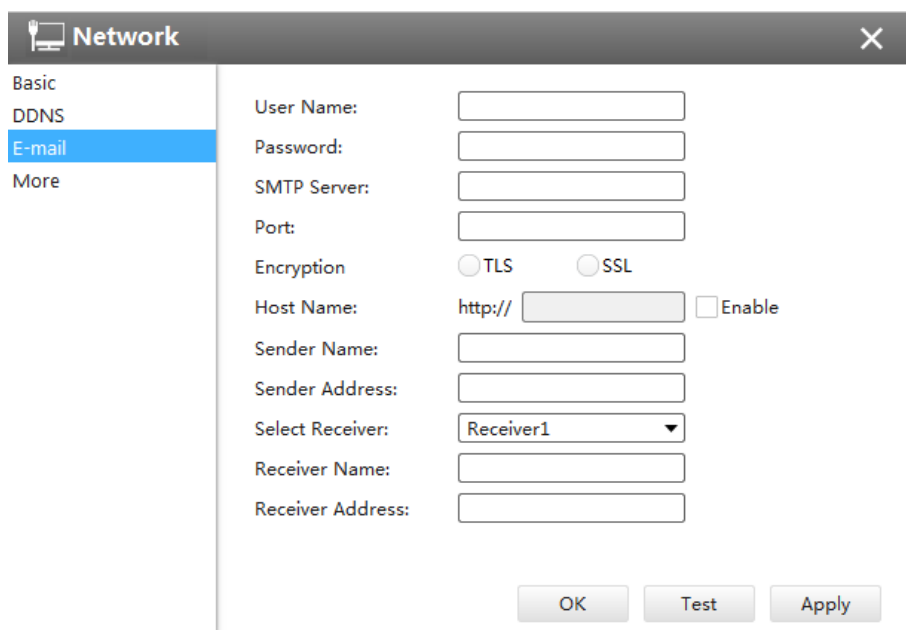 Network
Basic
DDNS
E-mail
More
User Name:
Password:
SMTP Server:
Port:
Encryption TLS SSL
Host Name: http:// Enable
Sender Name:
Sender Address:
Select Receiver: Receiver1
Receiver Name:
Receiver Address:
OK Test Apply